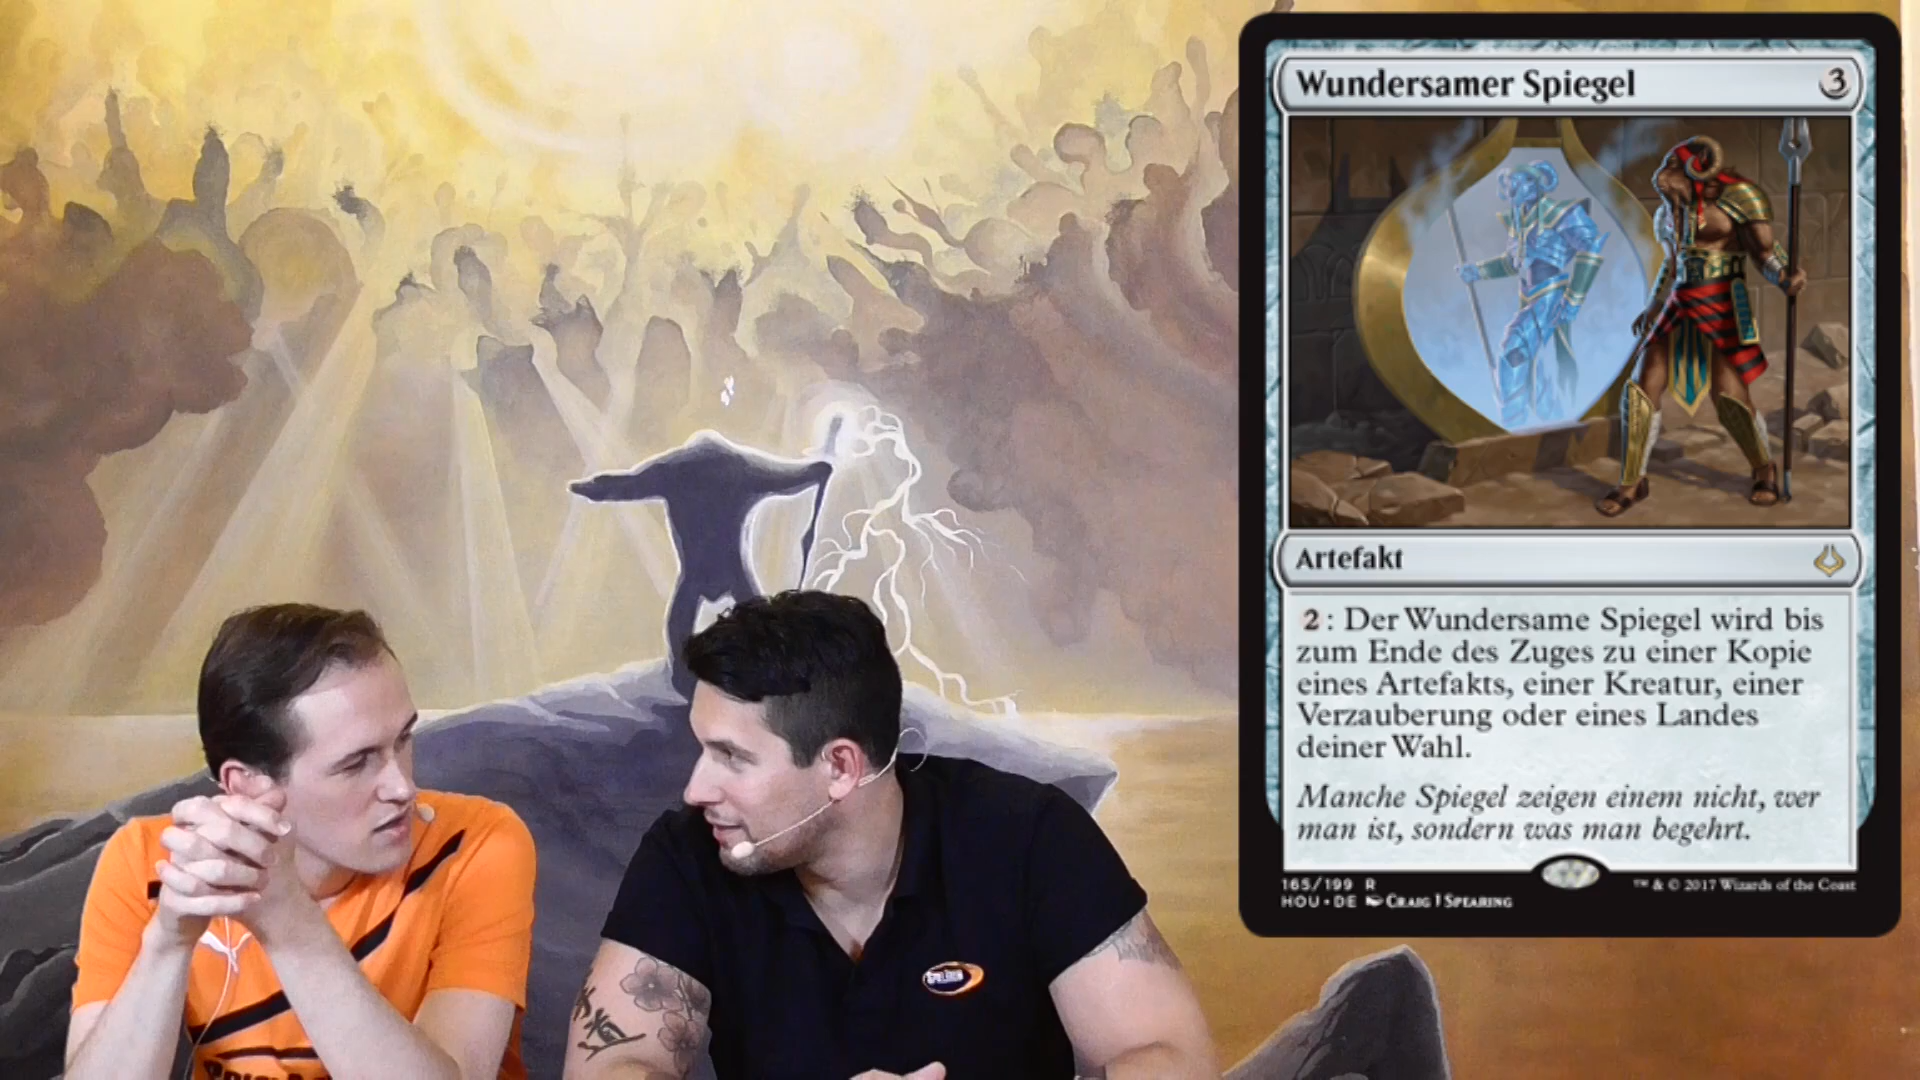 Wundersamer Spiegel 3
Artefakt
2: Der Wundersame Spiegel wird bis
zum Ende des Zuges zu einer Kopie
eines Artefakts, einer Kreatur, einer
Verzauberung oder eines Landes
deiner Wahl.
Manche Spiegel zeigen einem nicht, wer
man ist, sondern was man begehrt.
165/199 R
™ & © 2017 Wizards of the Coast
HOU • DE Craig J Spearing